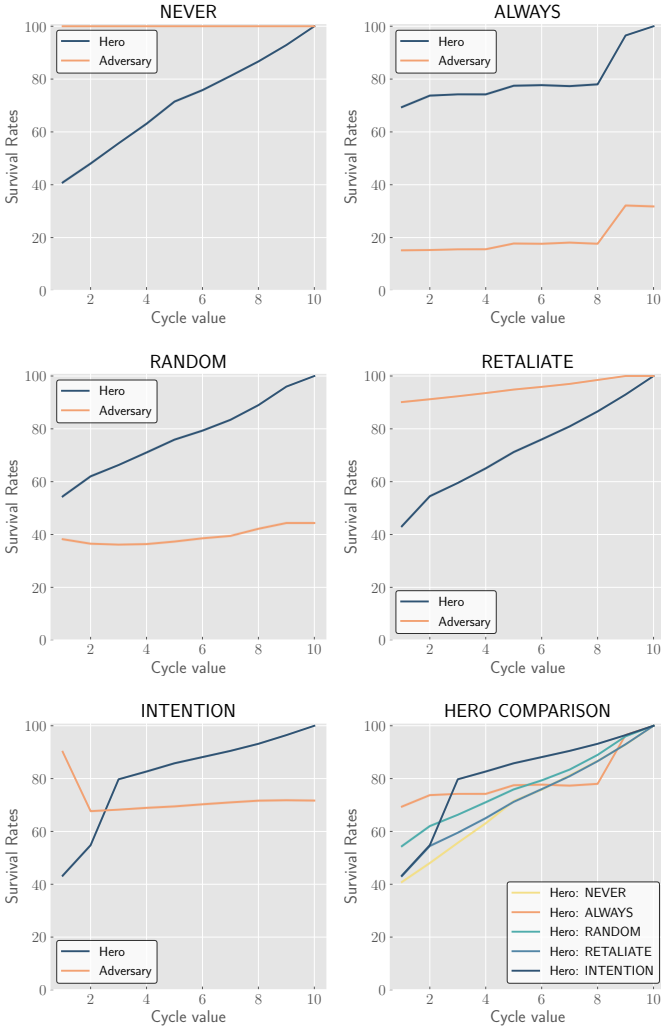 NEVER
Survival Rates
100
80
60
40
20
0
Hero
Adversary
2 4 6 8 10
Cycle value
ALWAYS
Survival Rates
100
80
60
40
20
0
Hero
Adversary
2 4 6 8 10
Cycle value
RANDOM
Survival Rates
100
80
60
40
20
0
Hero
Adversary
2 4 6 8 10
Cycle value
RETALIATE
Survival Rates
100
80
60
40
20
0
Hero
Adversary
2 4 6 8 10
Cycle value
INTENTION
Survival Rates
100
80
60
40
20
0
Hero
Adversary
2 4 6 8 10
Cycle value
HERO COMPARISON
Survival Rates
100
80
60
40
20
0
Hero: NEVER
Hero: ALWAYS
Hero: RANDOM
Hero: RETALIATE
Hero: INTENTION
2 4 6 8 10
Cycle value